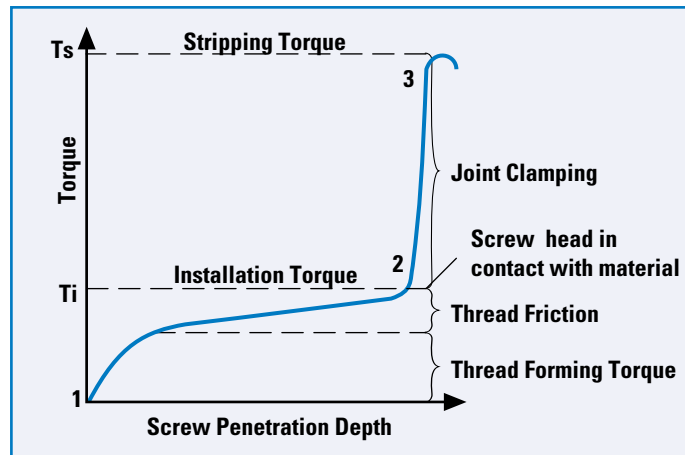 Ts
Stripping Torque
3
Joint Clamping
Torque
Screw head in
contact with material
2
Installation Torque
Ti
Thread Friction
Thread Forming Torque
1
Screw Penetration Depth